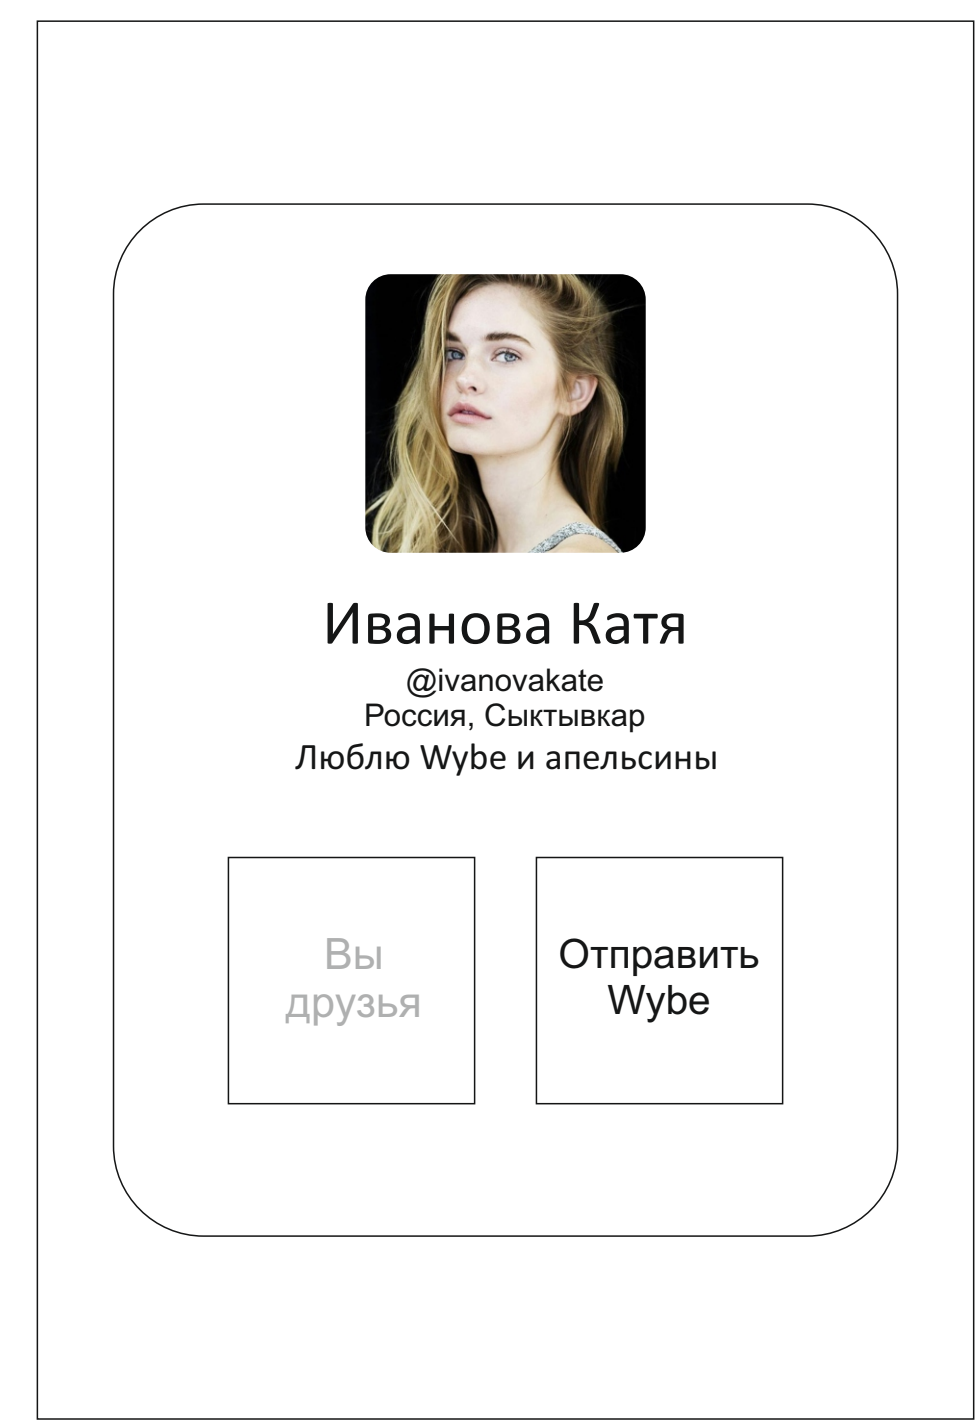 Иванова Катя
@ivanovakate
Россия, Сыктывкар
Люблю Wybe и апельсины
Вы
друзья
Отправить
Wybe